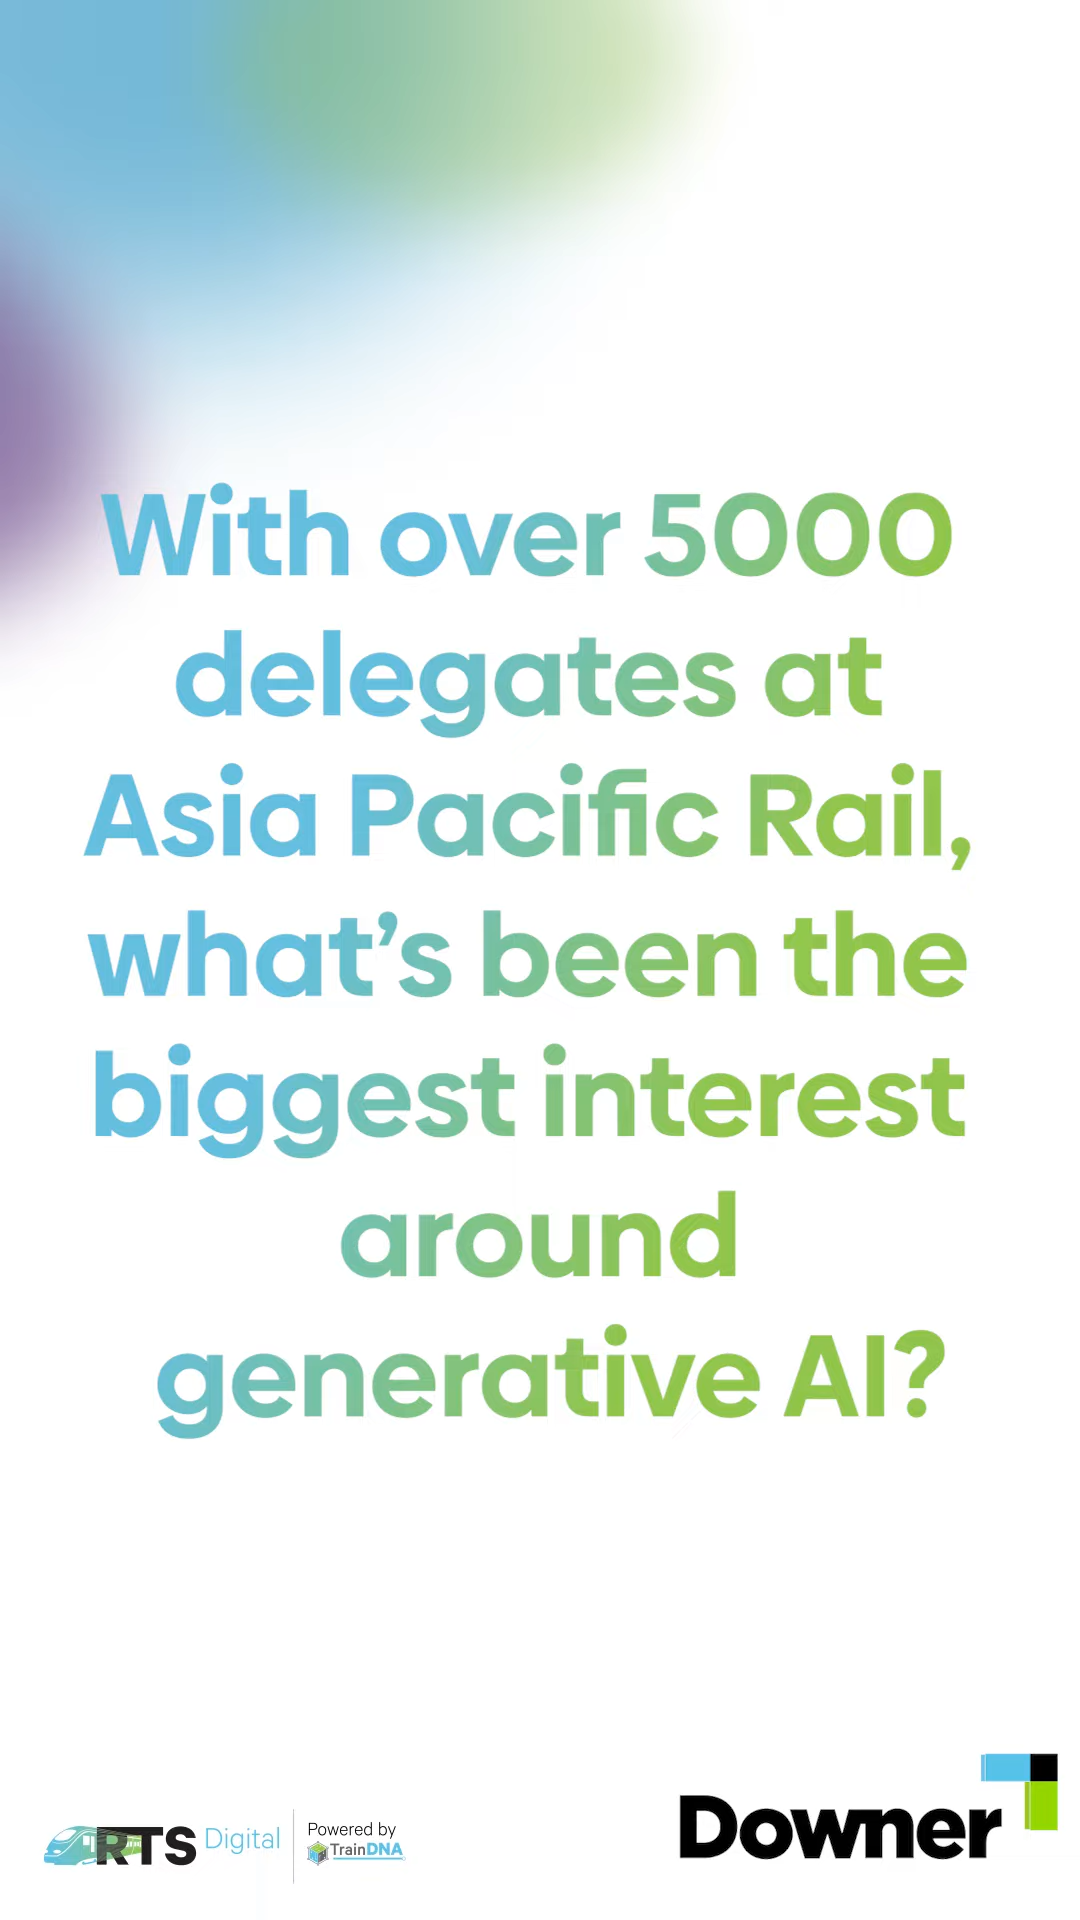 With over 5000
delegates at
Asia Pacific Rail,
what’s been the
biggest interest
around
generative AI?
RTS Digital
Powered by
TrainDNA
Downer